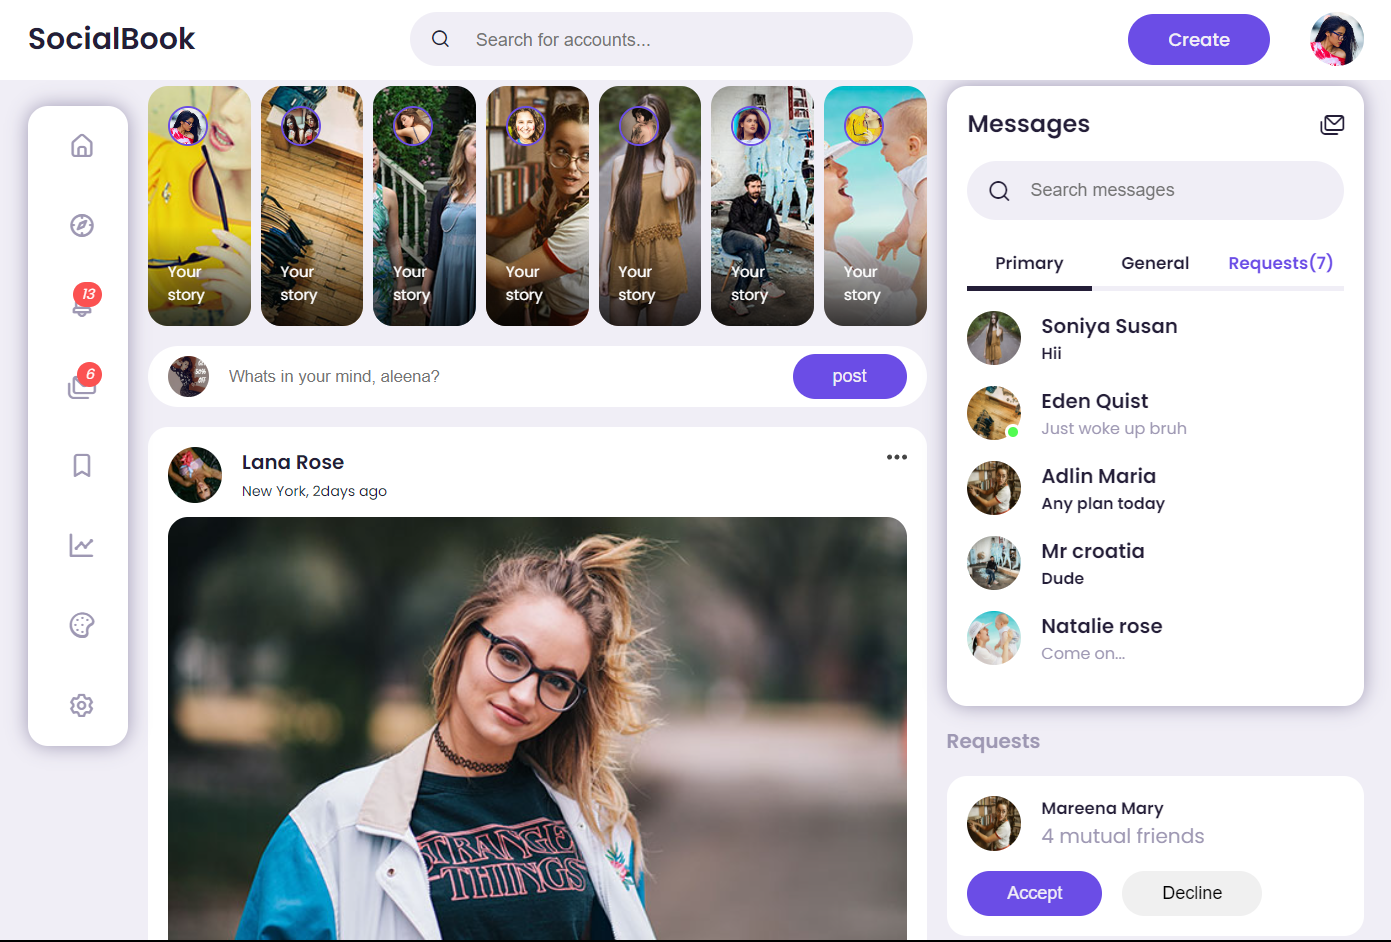 SocialBook
Search for accounts...
Create
13
6
Your
story
Your
story
Your
story
Your
story
Your
story
Your
story
Your
story
Whats in your mind, aleena?
post
Lana Rose
New York, 2days ago
STRANGER
THINGS
Messages
Search messages
Primary General Requests(7)
Soniya Susan
Hii
Eden Quist
Just woke up bruh
Adlin Maria
Any plan today
Mr croatia
Dude
Natalie rose
Come on...
Requests
Mareena Mary
4 mutual friends
Accept Decline